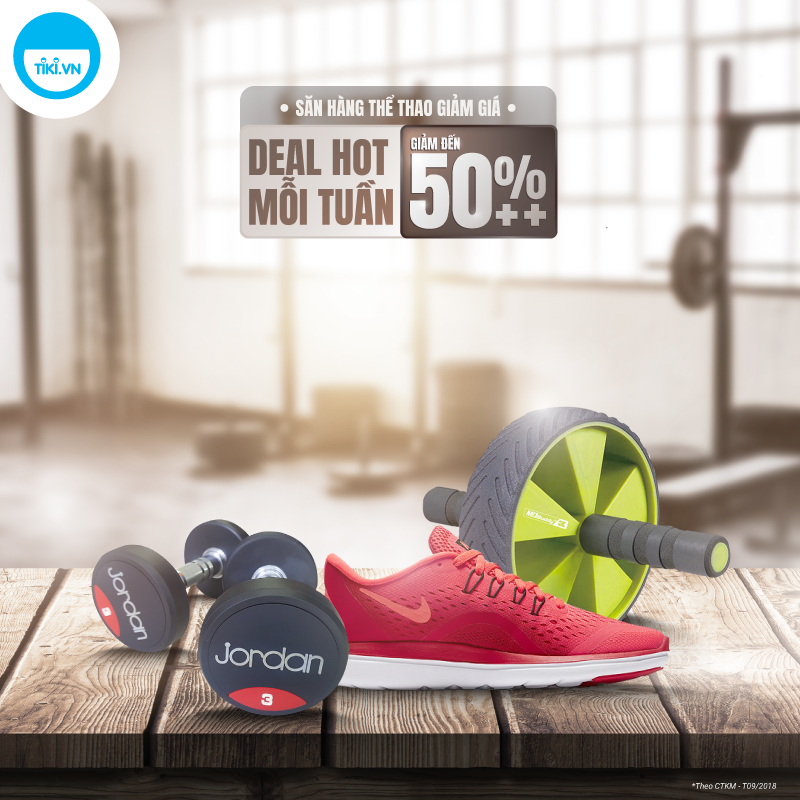 TiKi.VN
• SĂN HÀNG THỂ THAO GIẢM GIÁ •
DEAL HOT
MỖI TUẦN
GIẢM ĐẾN
50%++
jordan
3
jordan
3
*Theo CTKM - T09/2018